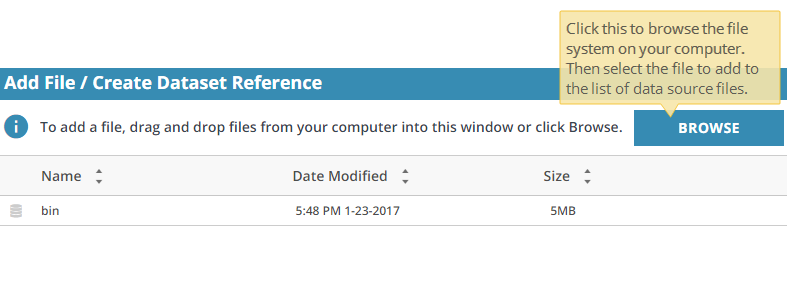 Click this to browse the file
system on your computer.
Then select the file to add to
the list of data source files.
Add File / Create Dataset Reference
To add a file, drag and drop files from your computer into this window or click Browse.
BROWSE
Name Date Modified Size
bin 5:48 PM 1-23-2017 5MB